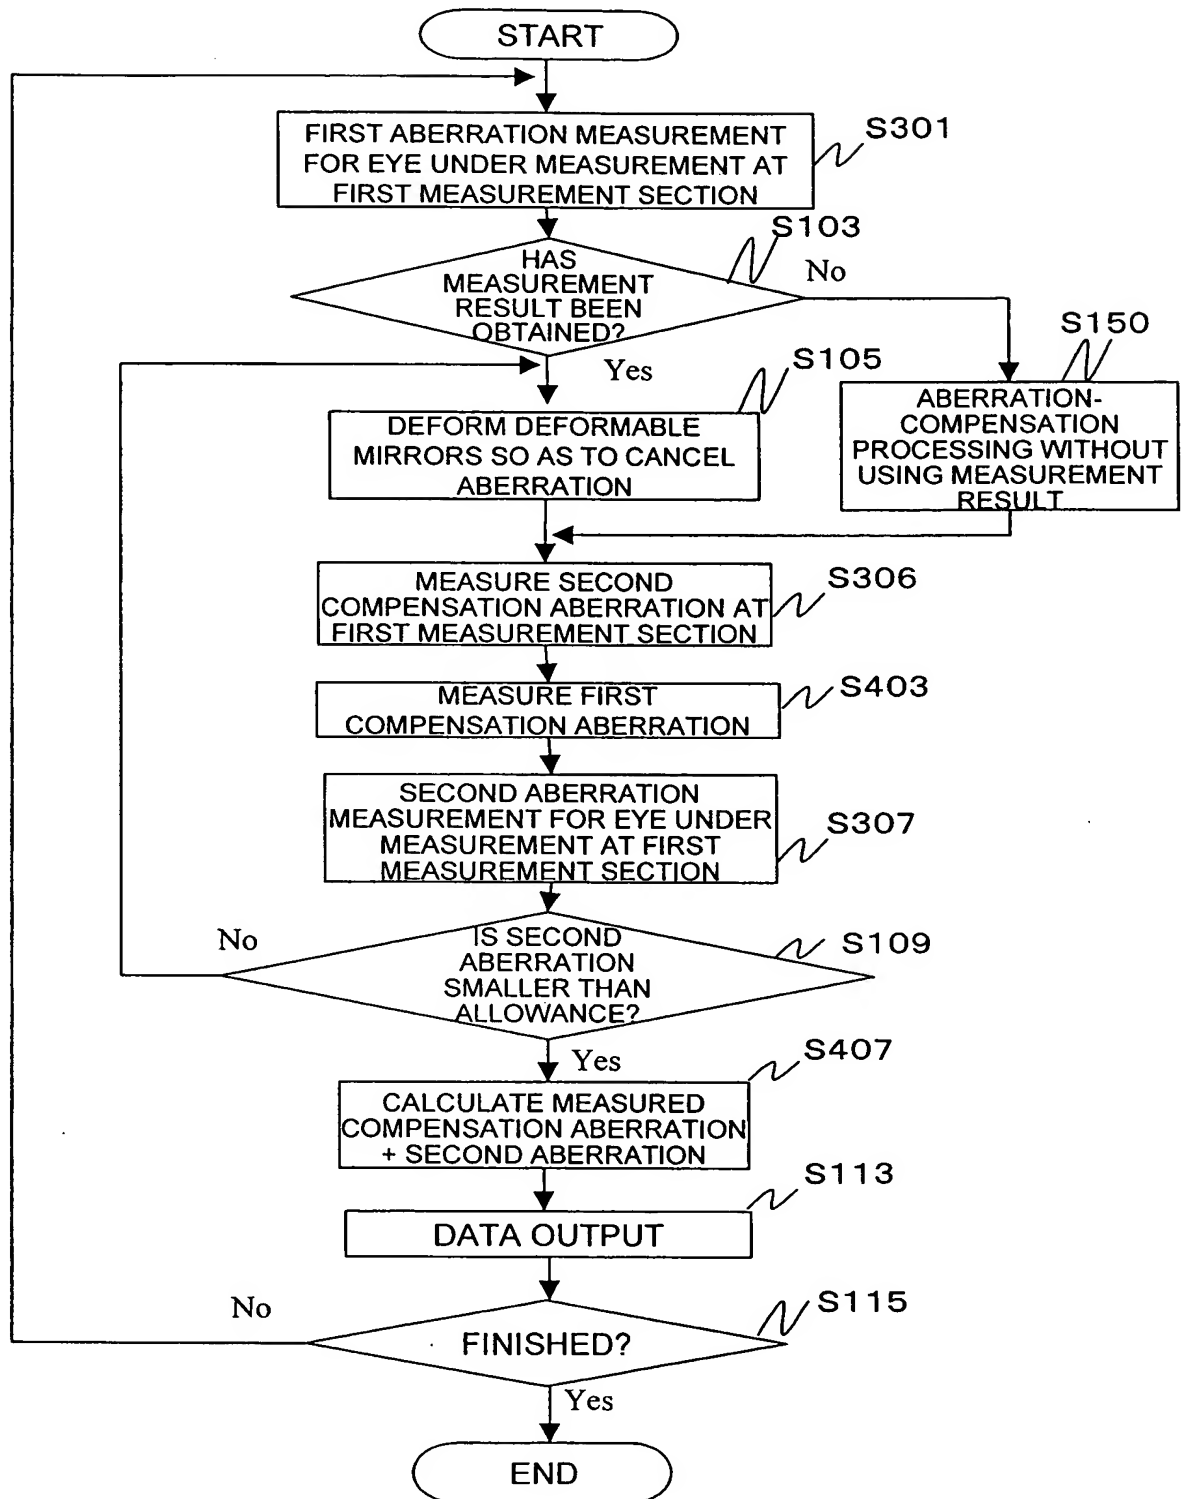 START
FIRST ABERRATION MEASUREMENT
FOR EYE UNDER MEASUREMENT AT
FIRST MEASUREMENT SECTION
S301
HAS
MEASUREMENT
RESULT BEEN
OBTAINED?
S103
No
Yes
S105
DEFORM DEFORMABLE
MIRRORS SO AS TO CANCEL
ABERRATION
S150
ABERRATION-
COMPENSATION
PROCESSING WITHOUT
USING MEASUREMENT
RESULT
MEASURE SECOND
COMPENSATION ABERRATION AT
FIRST MEASUREMENT SECTION
S306
MEASURE FIRST
COMPENSATION ABERRATION
S403
SECOND ABERRATION
MEASUREMENT FOR EYE UNDER
MEASUREMENT AT FIRST
MEASUREMENT SECTION
S307
No
IS SECOND
ABERRATION
SMALLER THAN
ALLOWANCE?
S109
Yes
S407
CALCULATE MEASURED
COMPENSATION ABERRATION
+ SECOND ABERRATION
S113
DATA OUTPUT
No
FINISHED?
S115
Yes
END